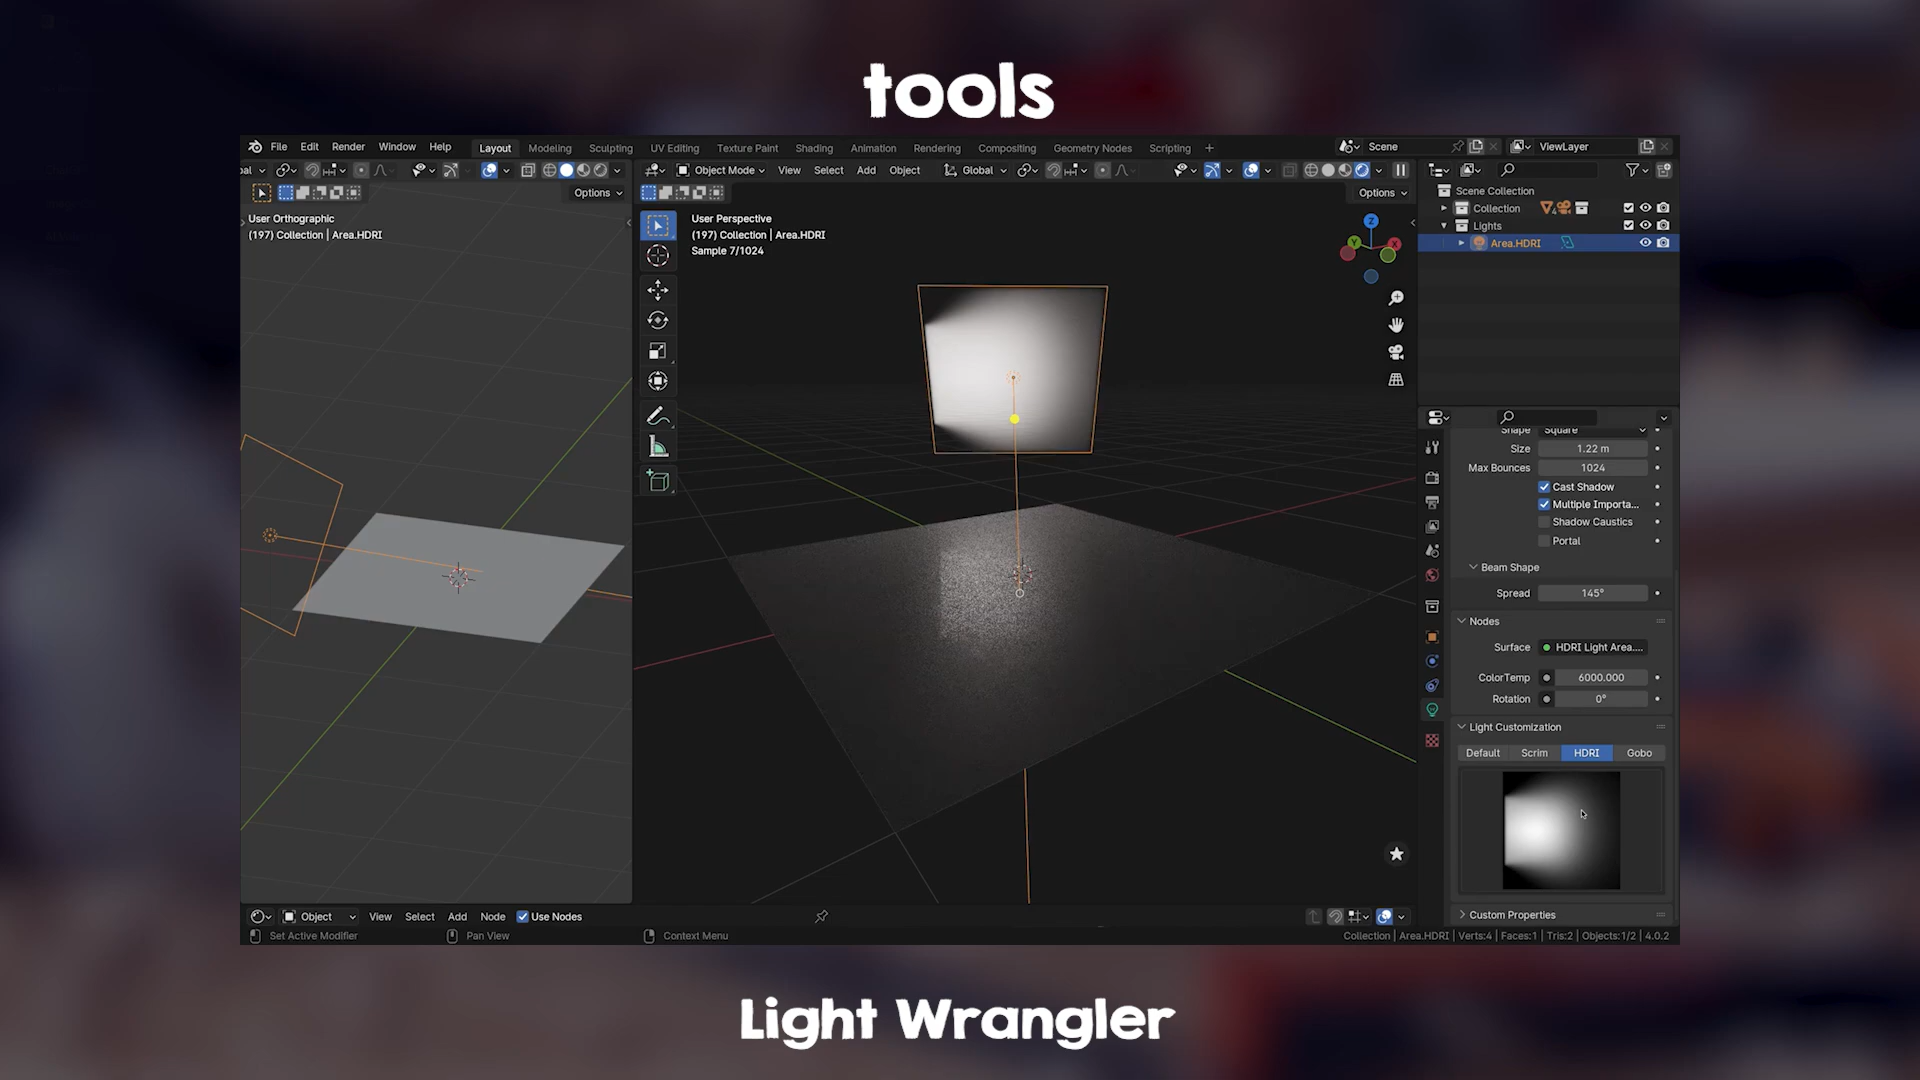 tools
File Edit Render Window Help Layout Modeling Sculpting UV Editing Texture Paint Shading Animation Rendering Compositing Geometry Nodes Scripting + Scene ViewLayer
bal Object Mode View Select Add Object Global
Options Options
User Orthographic
(197) Collection | Area.HDRI
User Perspective
(197) Collection | Area.HDRI
Sample 7/1024
Z
Y
X
Scene Collection
Collection 4
Lights
Area.HDRI
Shape Square
Size 1.22 m
Max Bounces 1024
Cast Shadow
Multiple Importa...
Shadow Caustics
Portal
Beam Shape
Spread 145°
Nodes
Surface HDRI Light Area....
ColorTemp 6000.000
Rotation 0°
Light Customization
Default Scrim HDRI Gobo
Custom Properties
Object View Select Add Node Use Nodes
Set Active Modifier Pan View Context Menu Collection | Area.HDRI | Verts:4 | Faces:1 | Tris:2 | Objects:1/2 | 4.0.2
Light Wrangler